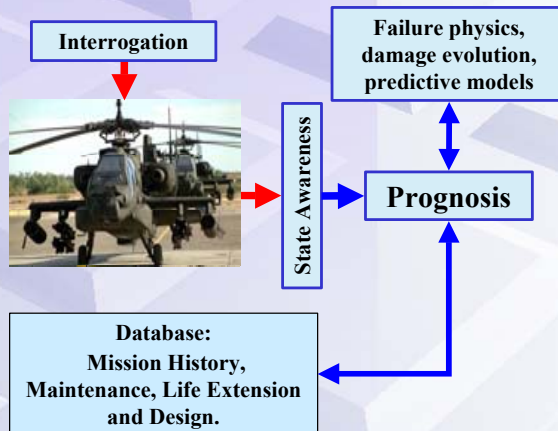 Interrogation
Failure physics,
damage evolution,
predictive models
State Awareness
Prognosis
Database:
Mission History,
Maintenance, Life Extension
and Design.